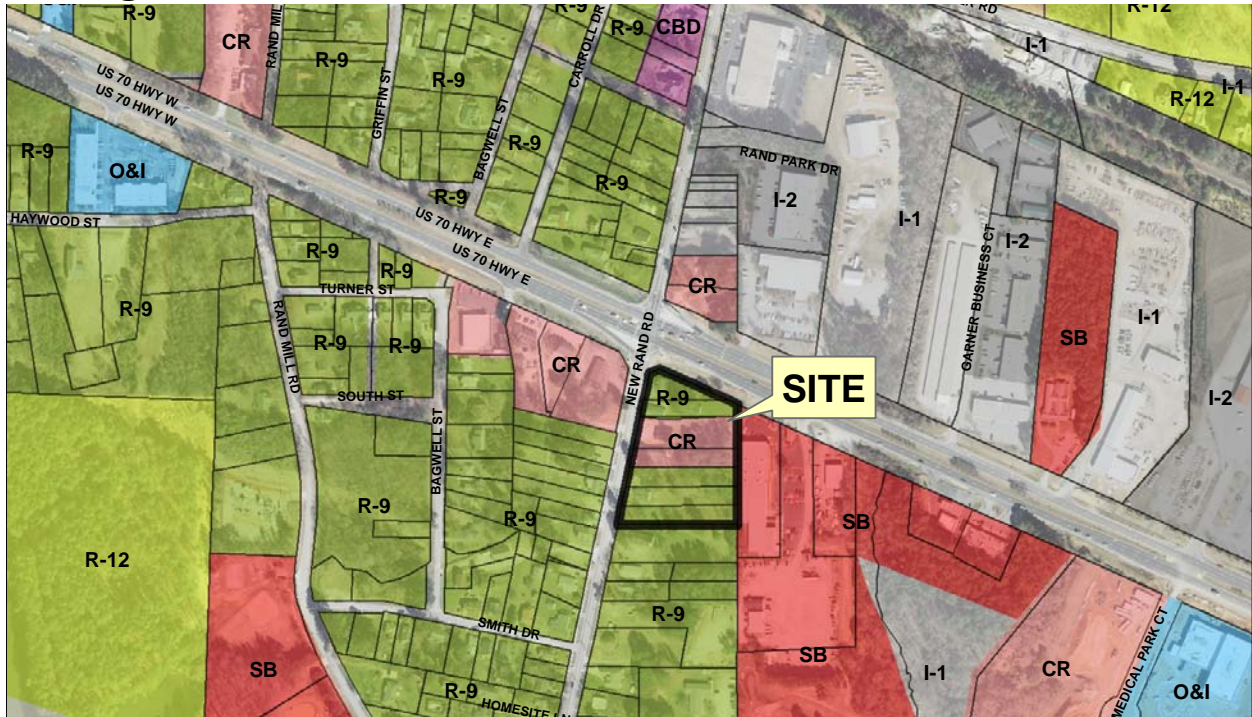 R-9
CR
RAND MIL
R-9
R-9
GRIFFIN ST
R-9
BAGWELL ST
R-9
CARROLL DR
R-9
CBD
RD
I-1
R-12
I-1
R-12
US 70 HWY W
US 70 HWY W
R-9
O&I
R-9
R-9
RAND PARK DR
I-2
I-1
I-2
HAYWOOD ST
US 70 HWY E
US 70 HWY E
R-9
R-9
TURNER ST
CR
GARNER BUSINESS CT
R-9
RAND MILL RD
R-9
R-9
CR
NEW RAND RD
SB
I-1
I-2
SOUTH ST
R-9
SITE
CR
BAGWELL ST
R-9
R-9
SB
R-12
R-9
SMITH DR
SB
R-9
HOMESITE
SB
I-1
CR
MEDICAL PARK CT
O&I